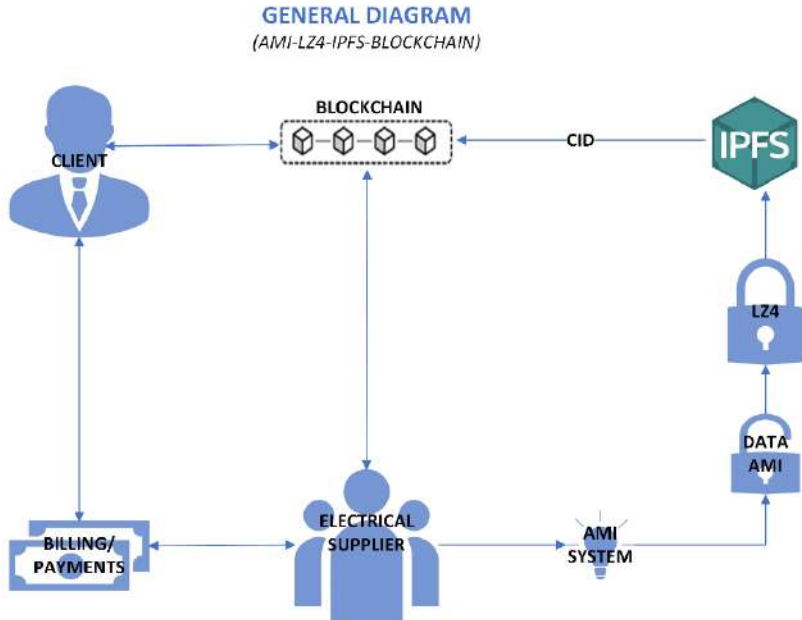 GENERAL DIAGRAM
(AMI-LZ4-IPFS-BLOCKCHAIN)
BLOCKCHAIN
CLIENT
CID
IPFS
LZ4
DATA
AMI
BILLING/
PAYMENTS
ELECTRICAL
SUPPLIER
AMI
SYSTEM